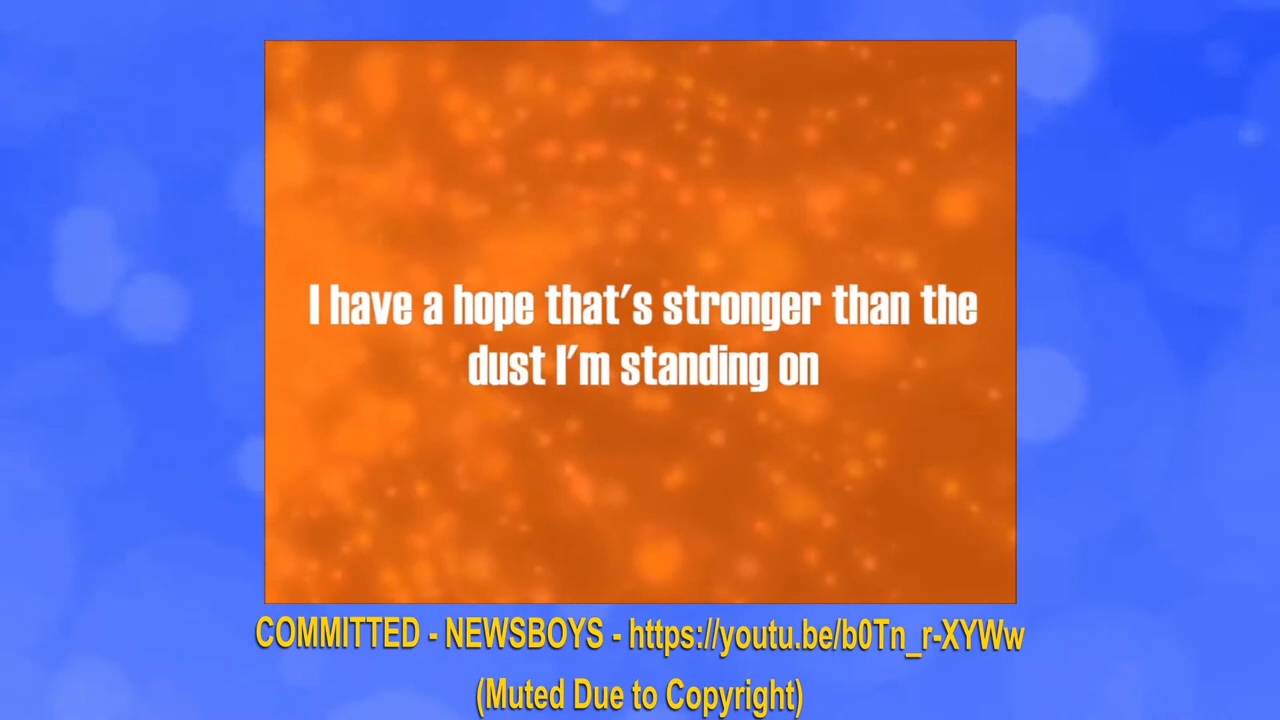 I have a hope that's stronger than the
dust I'm standing on
COMMITTED - NEWSBOYS - https://youtu.be/b0Tn_r-XYWw
(Muted Due to Copyright)